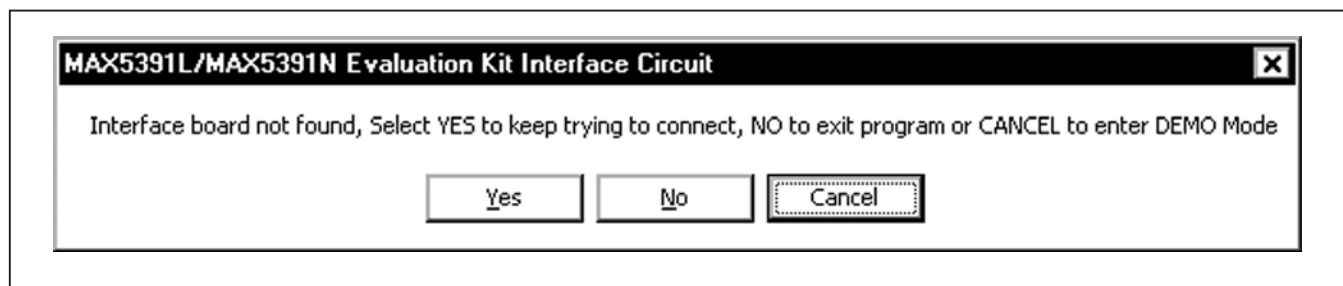 MAX5391L/MAX5391N Evaluation Kit Interface Circuit
Interface board not found, Select YES to keep trying to connect, NO to exit program or CANCEL to enter DEMO Mode
Yes No Cancel